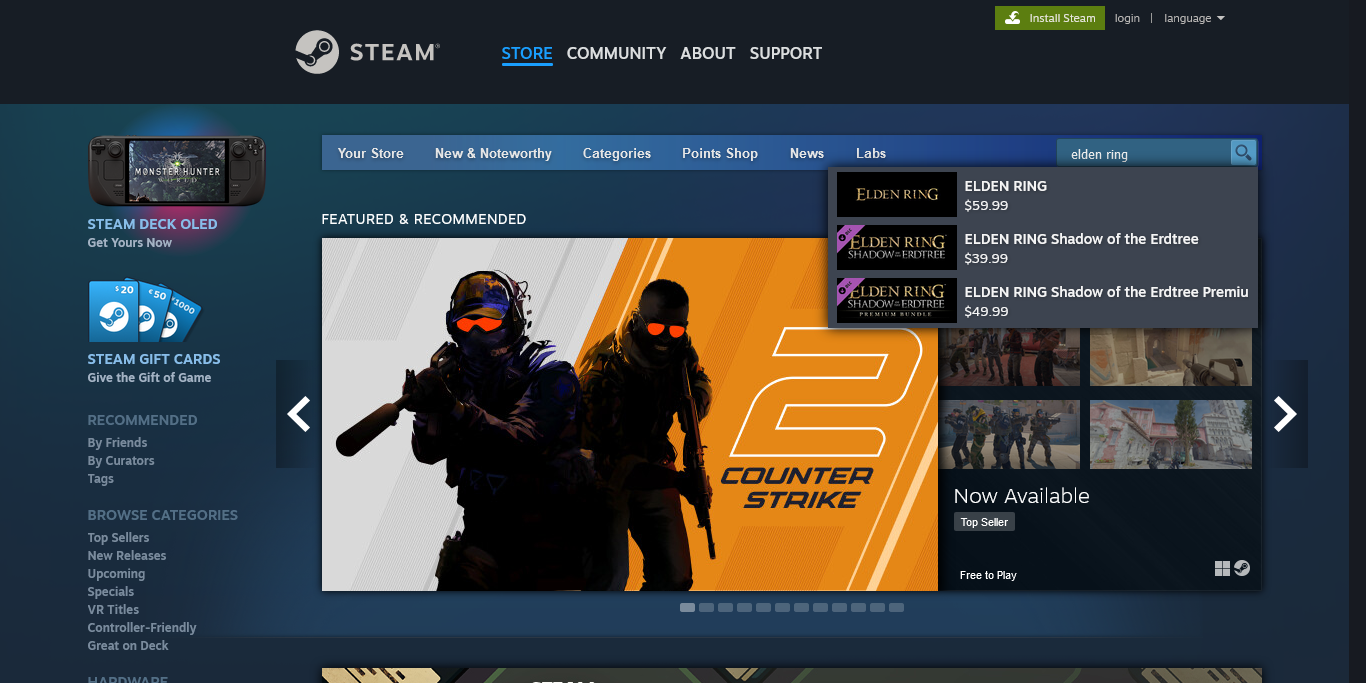 Install Steam
login | language
STEAM®
STORE COMMUNITY ABOUT SUPPORT
MONSTER HUNTER
WORLD
STEAM DECK OLED
Get Yours Now
$20 €50 £1000
STEAM GIFT CARDS
Give the Gift of Game
RECOMMENDED
By Friends
By Curators
Tags
BROWSE CATEGORIES
Top Sellers
New Releases
Upcoming
Specials
VR Titles
Controller-Friendly
Great on Deck
HARDWARE
Your Store New & Noteworthy Categories Points Shop News Labs
elden ring
ELDEN RING
ELDEN RING
$59.99
ELDEN RING
SHADOW OF THE ERDTREE
ELDEN RING Shadow of the Erdtree
$39.99
ELDEN RING
SHADOW OF THE ERDTREE
PREMIUM BUNDLE
ELDEN RING Shadow of the Erdtree Premiu
$49.99
FEATURED & RECOMMENDED
2
COUNTER
STRIKE
Now Available
Top Seller
Free to Play
STEAM